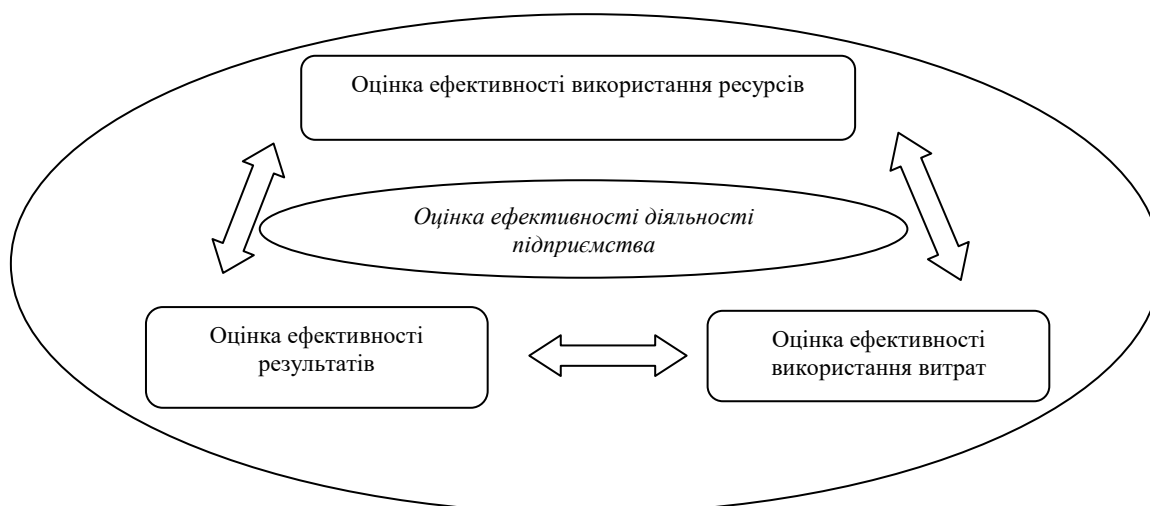 Оцінка ефективності використання ресурсів
Оцінка ефективності діяльності
підприємства
Оцінка ефективності
результатів
Оцінка ефективності
використання витрат